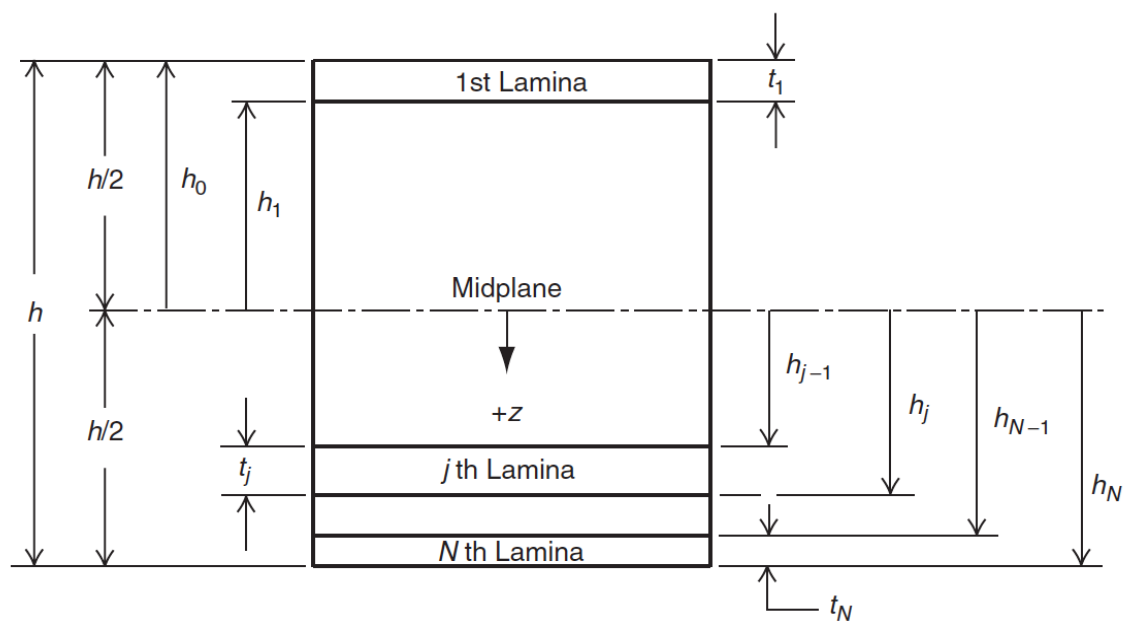 1st Lamina
t1
h/2
h0
h1
Midplane
h
hj–1
+z
hj
hN–1
h/2
tj
j th Lamina
hN
N th Lamina
tN